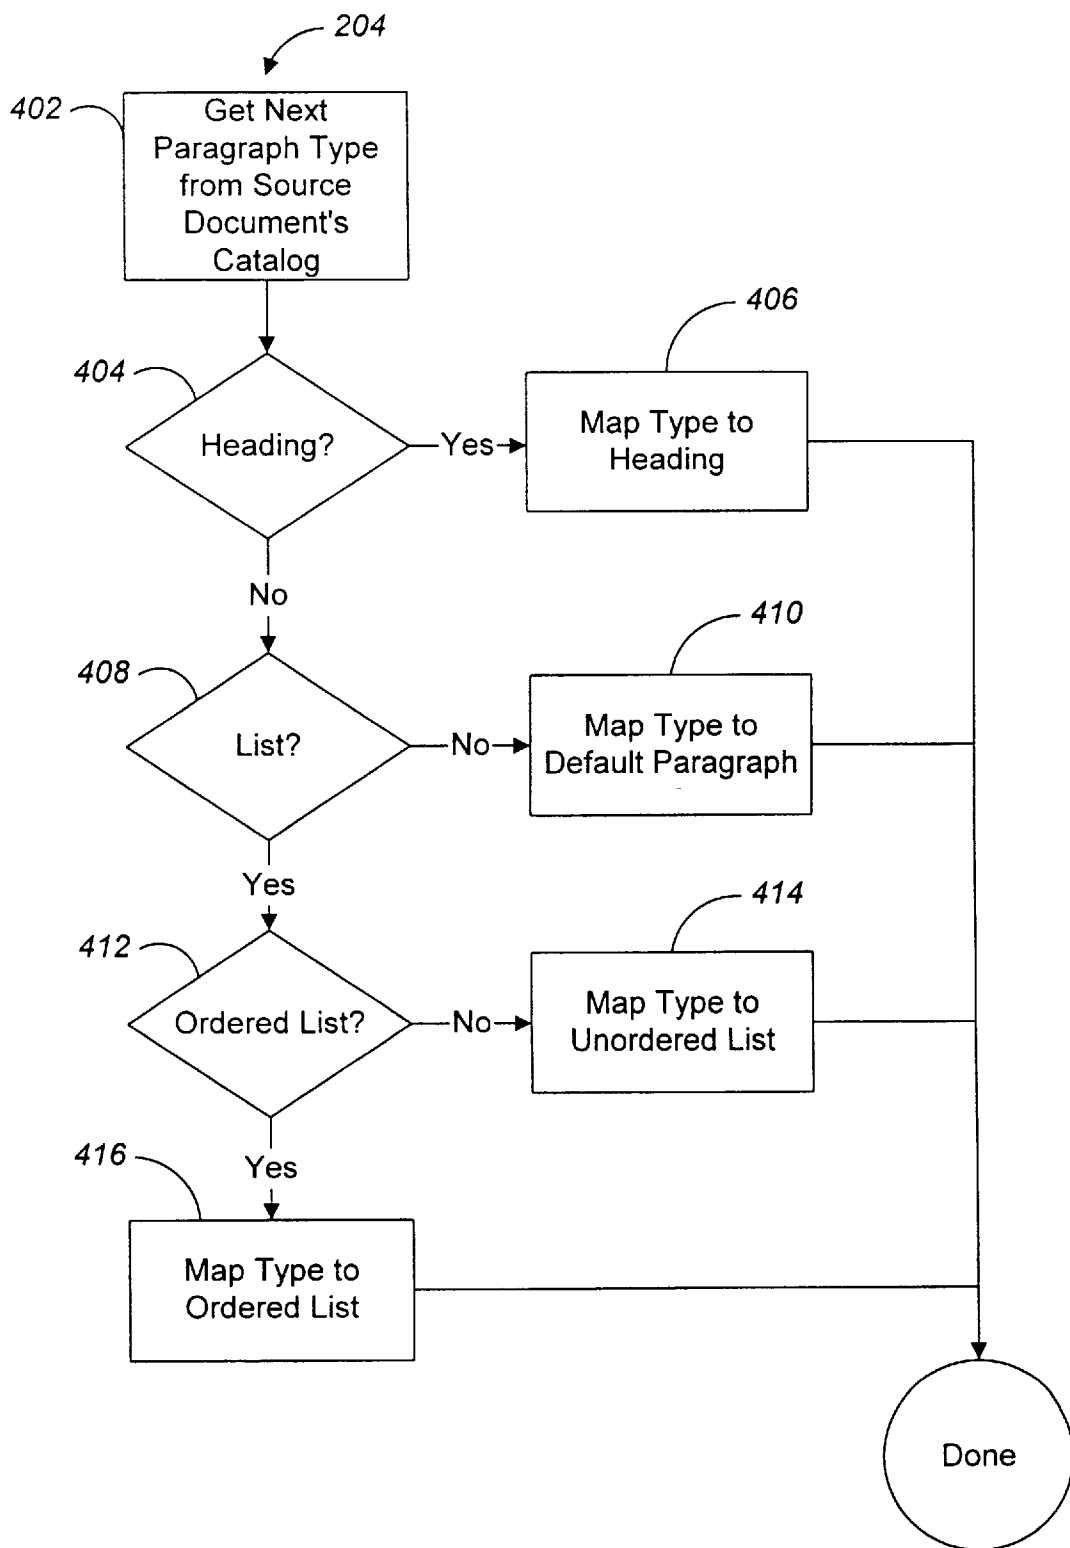 204
402
Get Next
Paragraph Type
from Source
Document's
Catalog
406
404
Heading?
Yes
Map Type to
Heading
No
410
408
List?
No
Map Type to
Default Paragraph
Yes
414
412
Ordered List?
No
Map Type to
Unordered List
416
Yes
Map Type to
Ordered List
Done